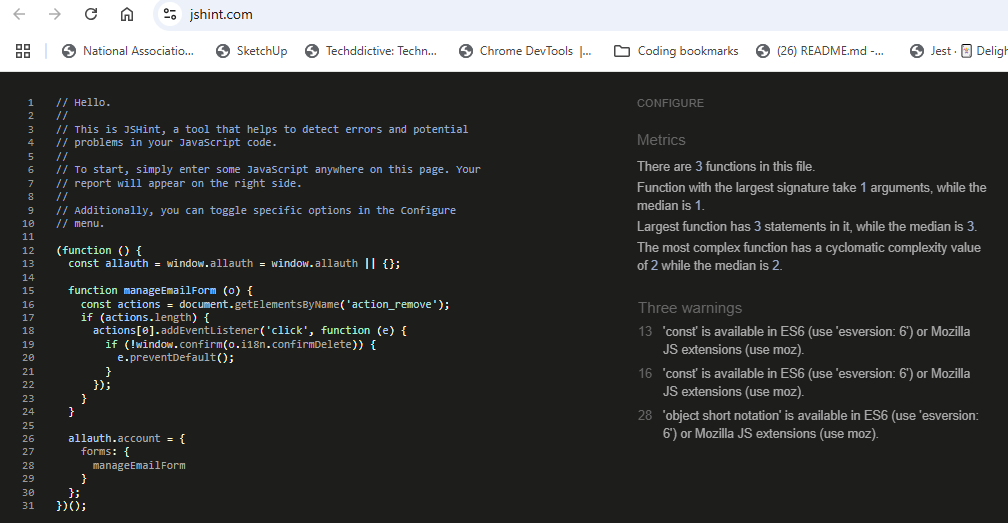 jshint.com
National Associatio...
SketchUp
Techddictive: Techn...
Chrome DevTools |...
Coding bookmarks
(26) README.md -...
Jest ·
Deligh
1 // Hello.
2 //
3 // This is JSHint, a tool that helps to detect errors and potential
4 // problems in your JavaScript code.
5 //
6 // To start, simply enter some JavaScript anywhere on this page. Your
7 // report will appear on the right side.
8 //
9 // Additionally, you can toggle specific options in the Configure
10 // menu.
11
12 (function () {
13   const allauth = window.allauth = window.allauth || {};
14
15   function manageEmailForm (o) {
16     const actions = document.getElementsByName('action_remove');
17     if (actions.length) {
18       actions[0].addEventListener('click', function (e) {
19         if (!window.confirm(o.i18n.confirmDelete)) {
20           e.preventDefault();
21         }
22       });
23     }
24   }
25
26   allauth.account = {
27     forms: {
28       manageEmailForm
29     }
30   };
31 })();
CONFIGURE
Metrics
There are 3 functions in this file.
Function with the largest signature take 1 arguments, while the
median is 1.
Largest function has 3 statements in it, while the median is 3.
The most complex function has a cyclomatic complexity value
of 2 while the median is 2.
Three warnings
13 'const' is available in ES6 (use 'esversion: 6') or Mozilla
JS extensions (use moz).
16 'const' is available in ES6 (use 'esversion: 6') or Mozilla
JS extensions (use moz).
28 'object short notation' is available in ES6 (use 'esversion:
6') or Mozilla JS extensions (use moz).